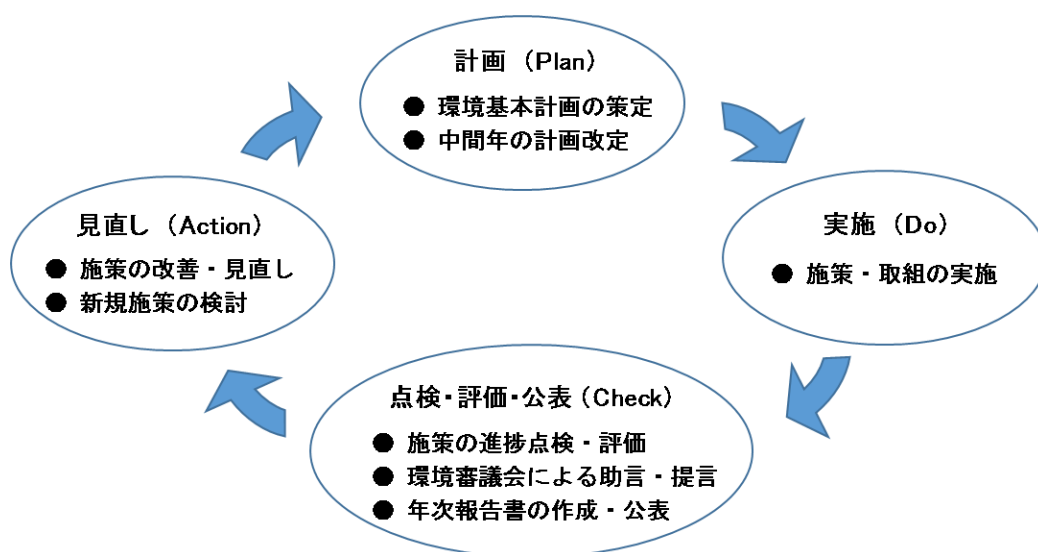 計画 (Plan)
● 環境基本計画の策定
● 中間年の計画改定
実施 (Do)
● 施策・取組の実施
点検・評価・公表 (Check)
● 施策の進捗点検・評価
● 環境審議会による助言・提言
● 年次報告書の作成・公表
見直し (Action)
● 施策の改善・見直し
● 新規施策の検討